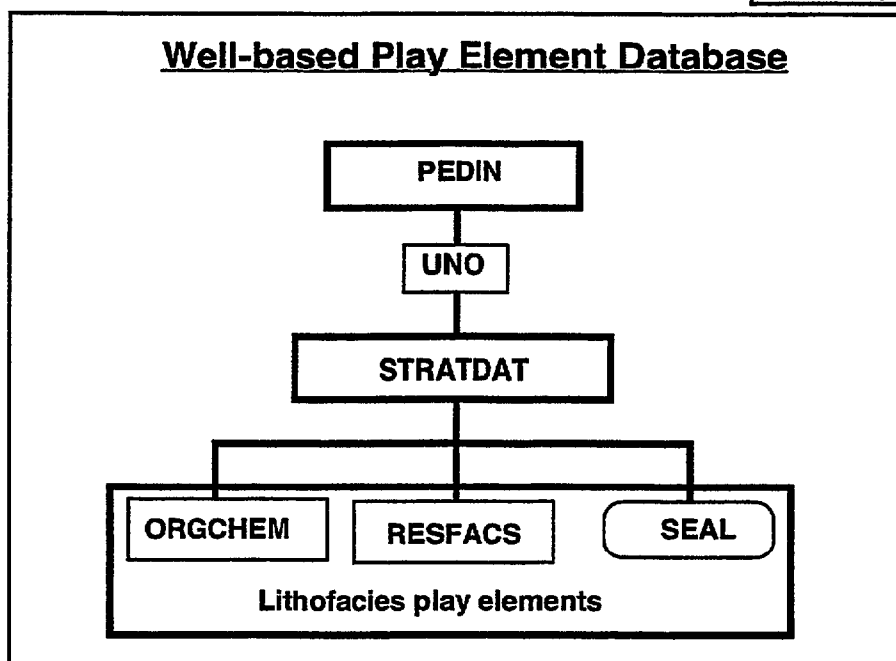 Well-based Play Element Database
PEDIN
UNO
STRATDAT
ORGCHEM
RESFACS
SEAL
Lithofacies play elements